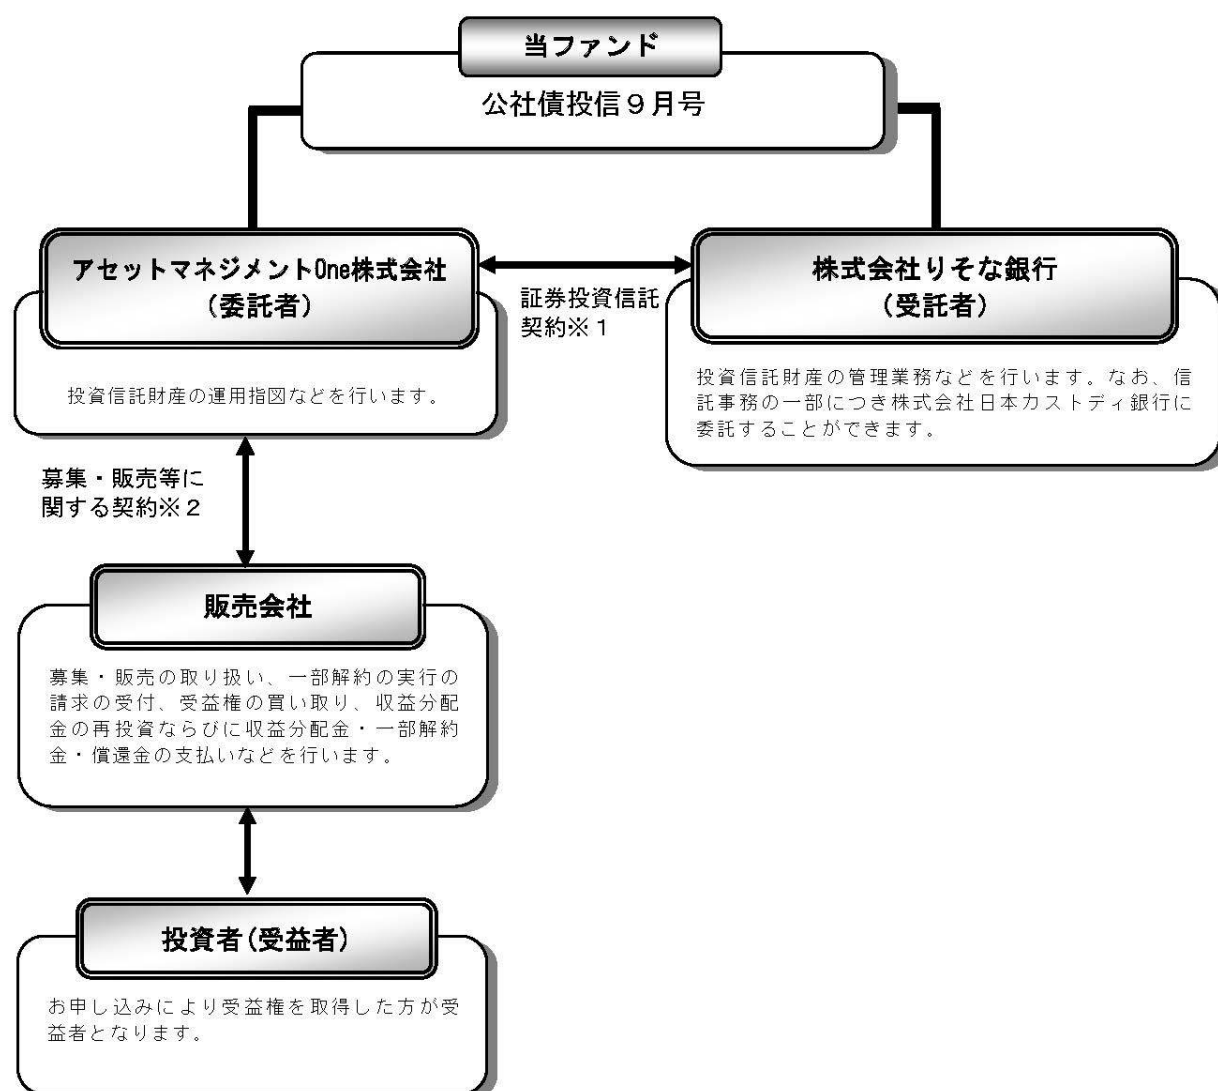 当ファンド
公社債投信９月号
アセットマネジメントOne株式会社
(委託者)
証券投資信託
契約※１
株式会社りそな銀行
(受託者)
投資信託財産の運用指図などを行います。
投資信託財産の管理業務などを行います。なお、信
託事務の一部につき株式会社日本カストディ銀行に
委託することができます。
募集・販売等に
関する契約※２
販売会社
募集・販売の取り扱い、一部解約の実行の
請求の受付、受益権の買い取り、収益分配
金の再投資ならびに収益分配金・一部解約
金・償還金の支払いなどを行います。
投資者(受益者)
お申し込みにより受益権を取得した方が受
益者となります。